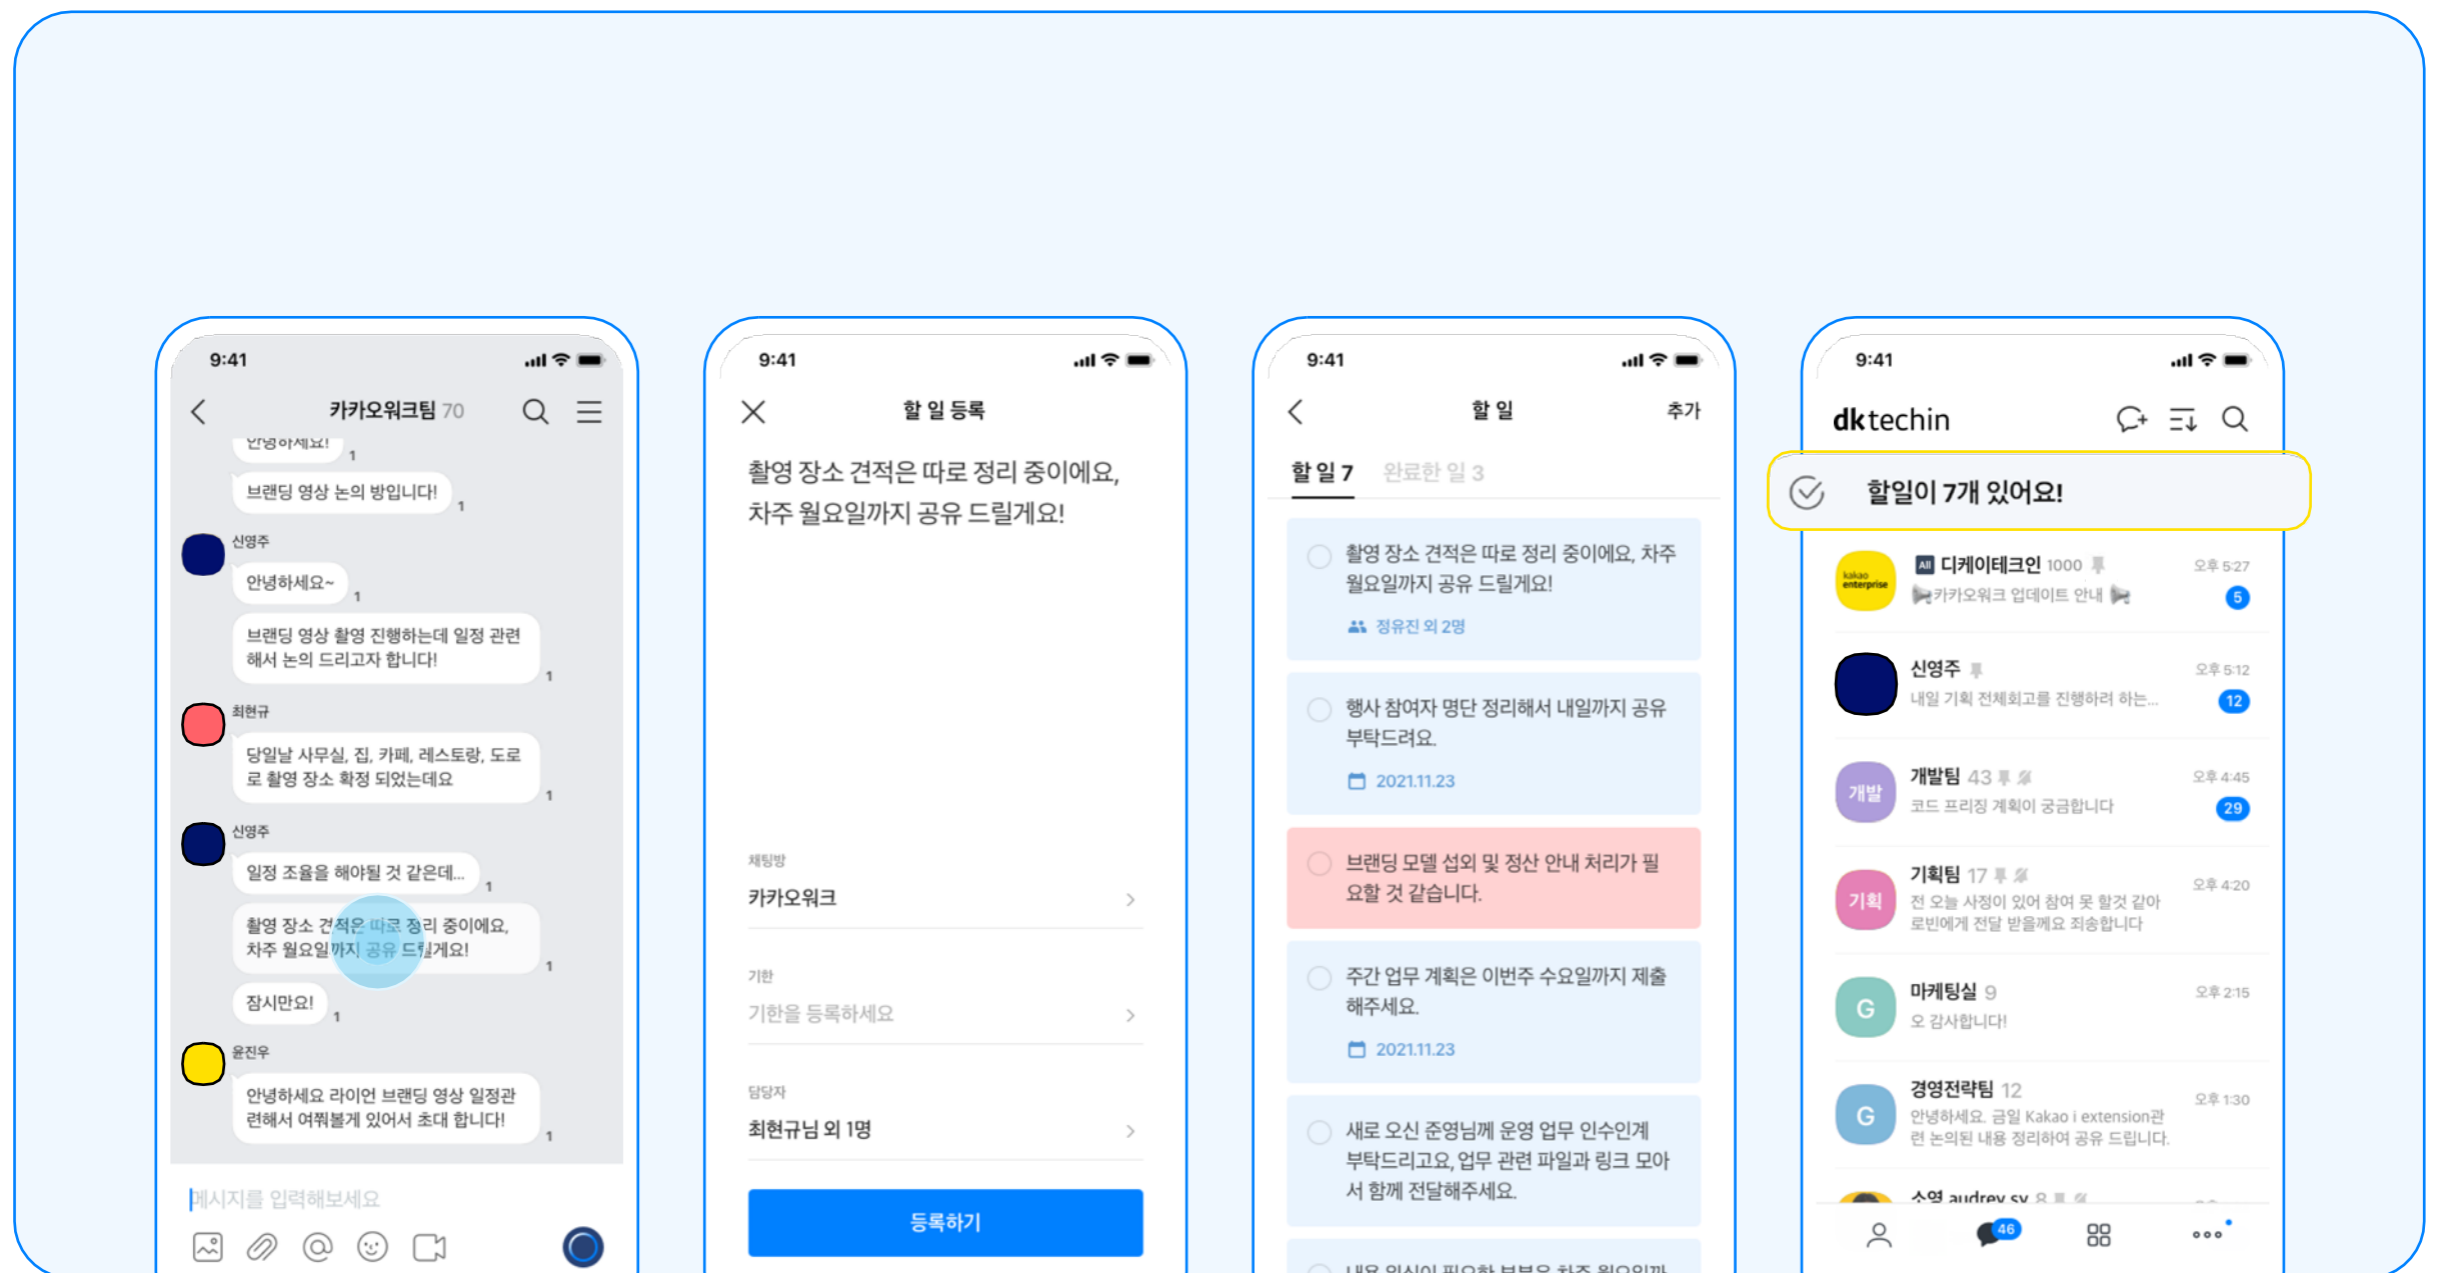 9:41
카카오워크팀 70
안녕하세요!
1
브랜딩 영상 논의 방입니다!
1
신영주
안녕하세요~
1
브랜딩 영상 촬영 진행하는데 일정 관련
해서 논의 드리고자 합니다!
1
최현규
당일날 사무실, 집, 카페, 레스토랑, 도로
로 촬영 장소 확정 되었는데요
1
신영주
일정 조율을 해야될 것 같은데...
1
촬영 장소 견적은 따로 정리 중이에요,
차주 월요일까지 공유 드릴게요!
1
잠시만요!
1
윤진우
안녕하세요 라이언 브랜딩 영상 일정관
련해서 여쭤볼게 있어서 초대 합니다!
1
메시지를 입력해보세요
9:41
할 일 등록
촬영 장소 견적은 따로 정리 중이에요,
차주 월요일까지 공유 드릴게요!
채팅방
카카오워크
기한
기한을 등록하세요
담당자
최현규님 외 1명
등록하기
9:41
할 일
추가
할 일 7
완료한 일 3
촬영 장소 견적은 따로 정리 중이에요, 차주
월요일까지 공유 드릴게요!
정유진 외 2명
행사 참여자 명단 정리해서 내일까지 공유
부탁드려요.
2021.11.23
브랜딩 모델 섭외 및 정산 안내 처리가 필
요할 것 같습니다.
주간 업무 계획은 이번주 수요일까지 제출
해주세요.
2021.11.23
새로 오신 준영님께 운영 업무 인수인계
부탁드리고요, 업무 관련 파일과 링크 모아
서 함께 전달해주세요.
9:41
dktechin
할일이 7개 있어요!
kakao
enterprise
All 디케이테크인 1000
오후 5:27
카카오워크 업데이트 안내
5
신영주
오후 5:12
내일 기획 전체회고를 진행하려 하는...
12
개발
개발팀 43
오후 4:45
코드 프리징 계획이 궁금합니다
29
기획
기획팀 17
오후 4:20
전 오늘 사정이 있어 참여 못 할것 같아
로빈에게 전달 받을께요 죄송합니다
G
마케팅실 9
오후 2:15
오 감사합니다!
G
경영전략팀 12
오후 1:30
안녕하세요. 금일 Kakao i extension관
련 논의된 내용 정리하여 공유 드립니다.
소영 audrey.sy 8
46